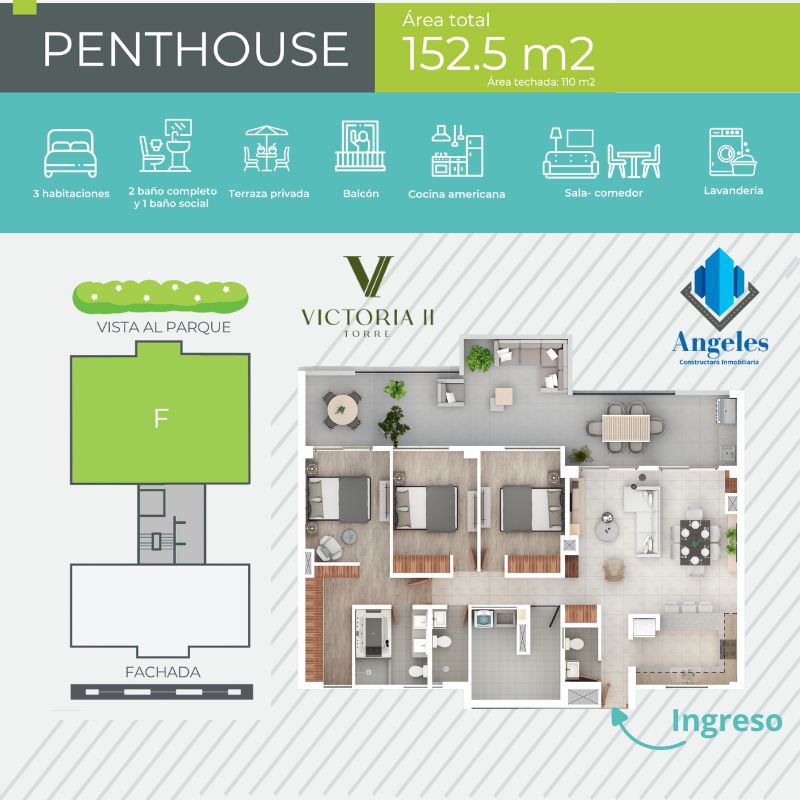 PENTHOUSE
Área total
152.5 m2
Área techada: 110 m2
3 habitaciones
2 baño completo
y 1 baño social
Terraza privada
Balcón
Cocina americana
Sala- comedor
Lavandería
VISTA AL PARQUE
F
FACHADA
VICTORIA II
TORRE
Angeles
Constructora Inmobiliaria
Ingreso